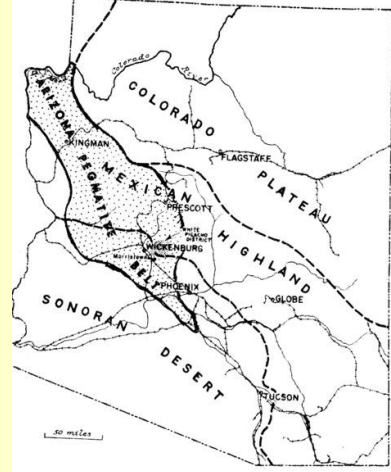 Colorado River
COLORADO
PLATEAU
ARIZONA PEGMATITE BELT
KINGMAN
FLAGSTAFF
MEXICAN HIGHLAND
PRESCOTT
WHITE
PICACHO
DISTRICT
WICKENBURG
Morristown
PHOENIX
GLOBE
SONORAN DESERT
TUCSON
50 miles